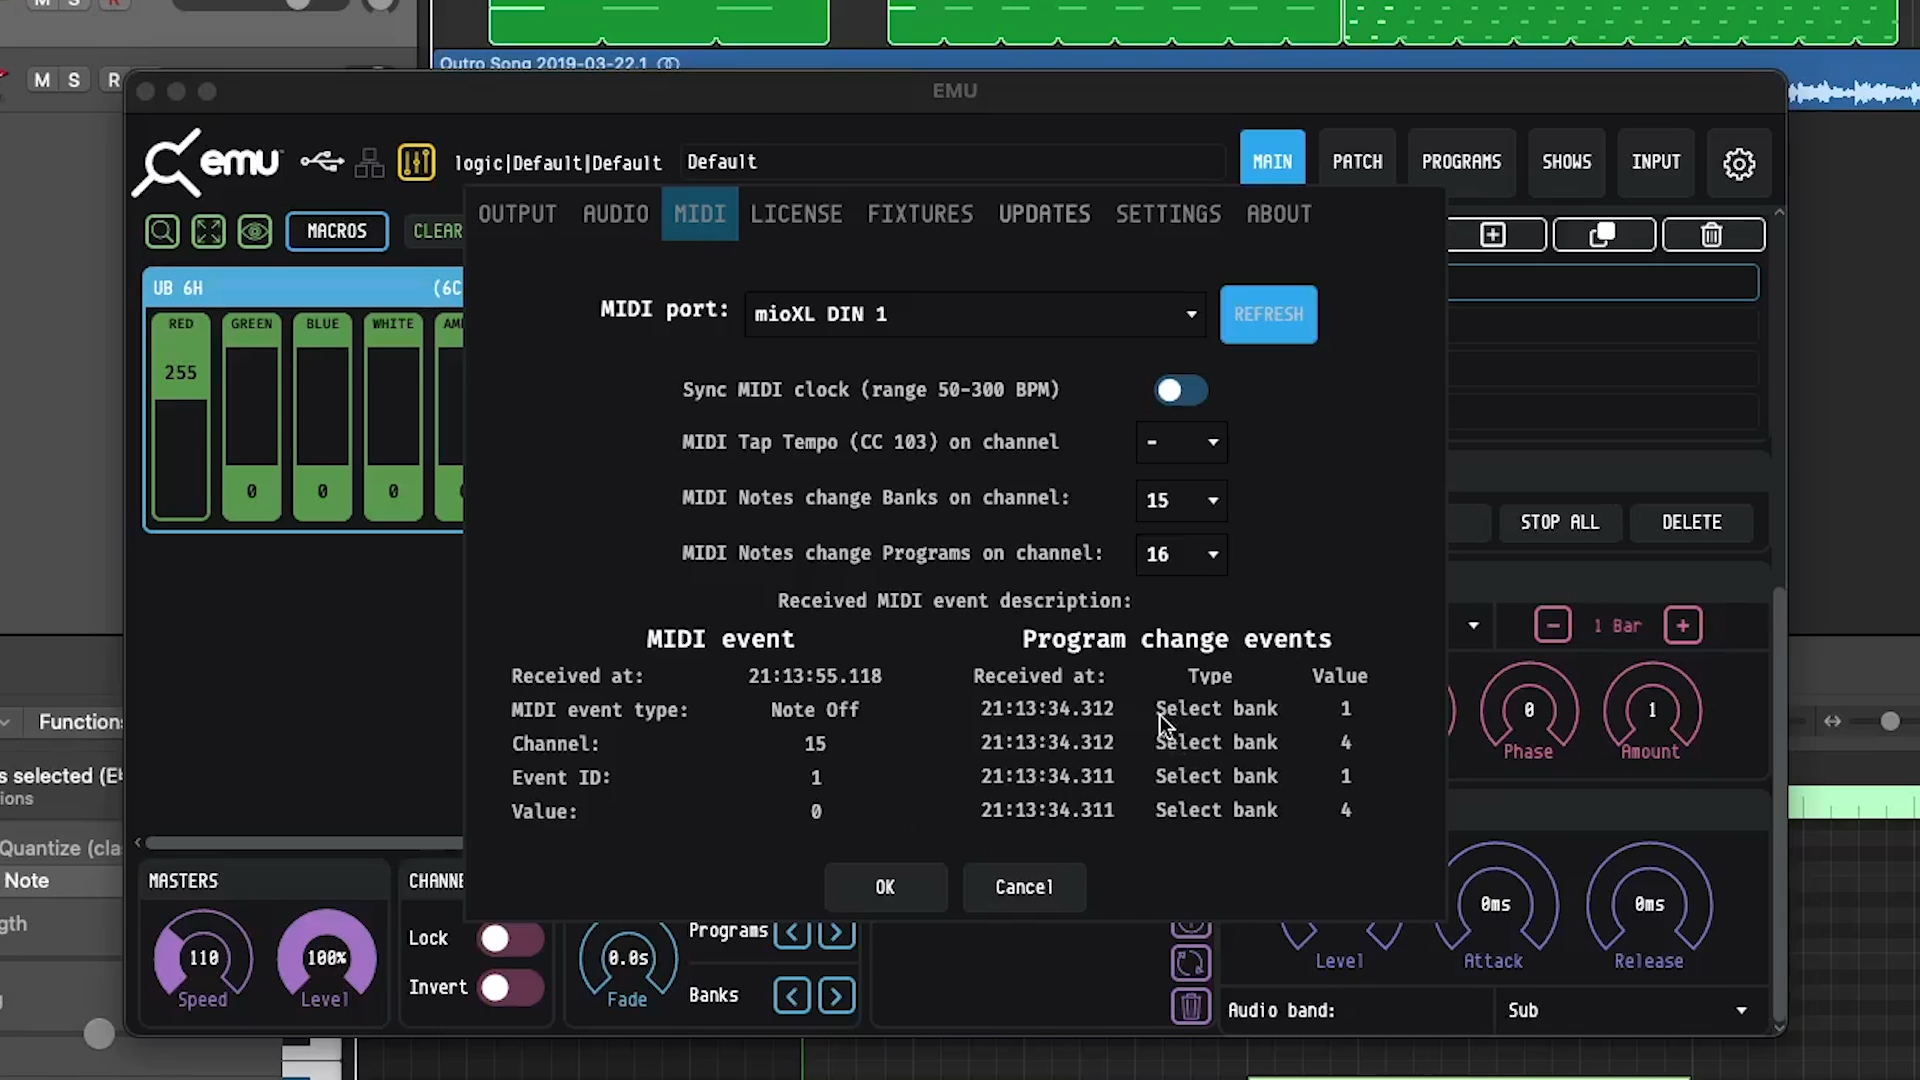 M S R
Outro Song 2019-03-22.1
M S R
EMU
emu logic|Default|Default Default MAIN PATCH PROGRAMS SHOWS INPUT
OUTPUT AUDIO MIDI LICENSE FIXTURES UPDATES SETTINGS ABOUT
MACROS CLEAR
UB 6H (6C
RED GREEN BLUE WHITE
255
0 0 0
MIDI port: mioXL DIN 1 REFRESH
Sync MIDI clock (range 50-300 BPM)
MIDI Tap Tempo (CC 103) on channel -
MIDI Notes change Banks on channel: 15
MIDI Notes change Programs on channel: 16
Received MIDI event description:
MIDI event Program change events
Received at: 21:13:55.118 Received at: Type Value
MIDI event type: Note Off 21:13:34.312 Select bank 1
Channel: 15 21:13:34.312 Select bank 4
Event ID: 1 21:13:34.311 Select bank 1
Value: 0 21:13:34.311 Select bank 4
OK Cancel
STOP ALL DELETE
1 Bar
0 1
Phase Amount
Functions
s selected (E♭
ions
Quantize (cla
Note
gth
MASTERS CHANNE
110 100%
Speed Level
Lock
Invert
0.0s
Fade
Programs
Banks
0ms 0ms
Level Attack Release
Audio band: Sub